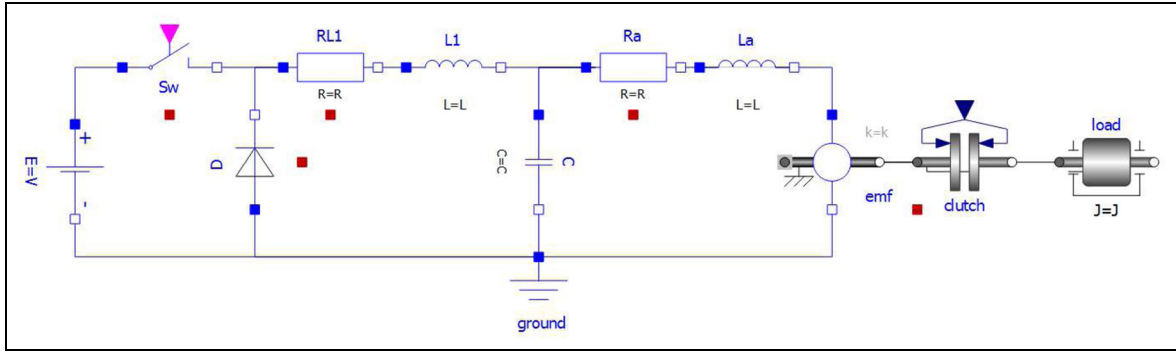 RL1
L1
Ra
La
Sw
R=R
L=L
R=R
L=L
k=k
load
+
E=V
-
D
C=C
C
emf
clutch
J=J
ground